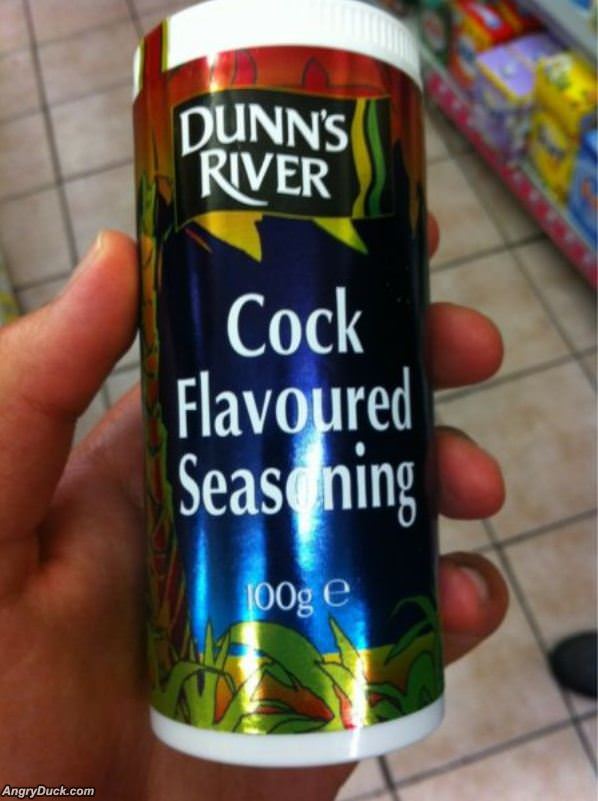 DUNN'S
RIVER
Cock
Flavoured
Seasoning
100g e
AngryDuck.com